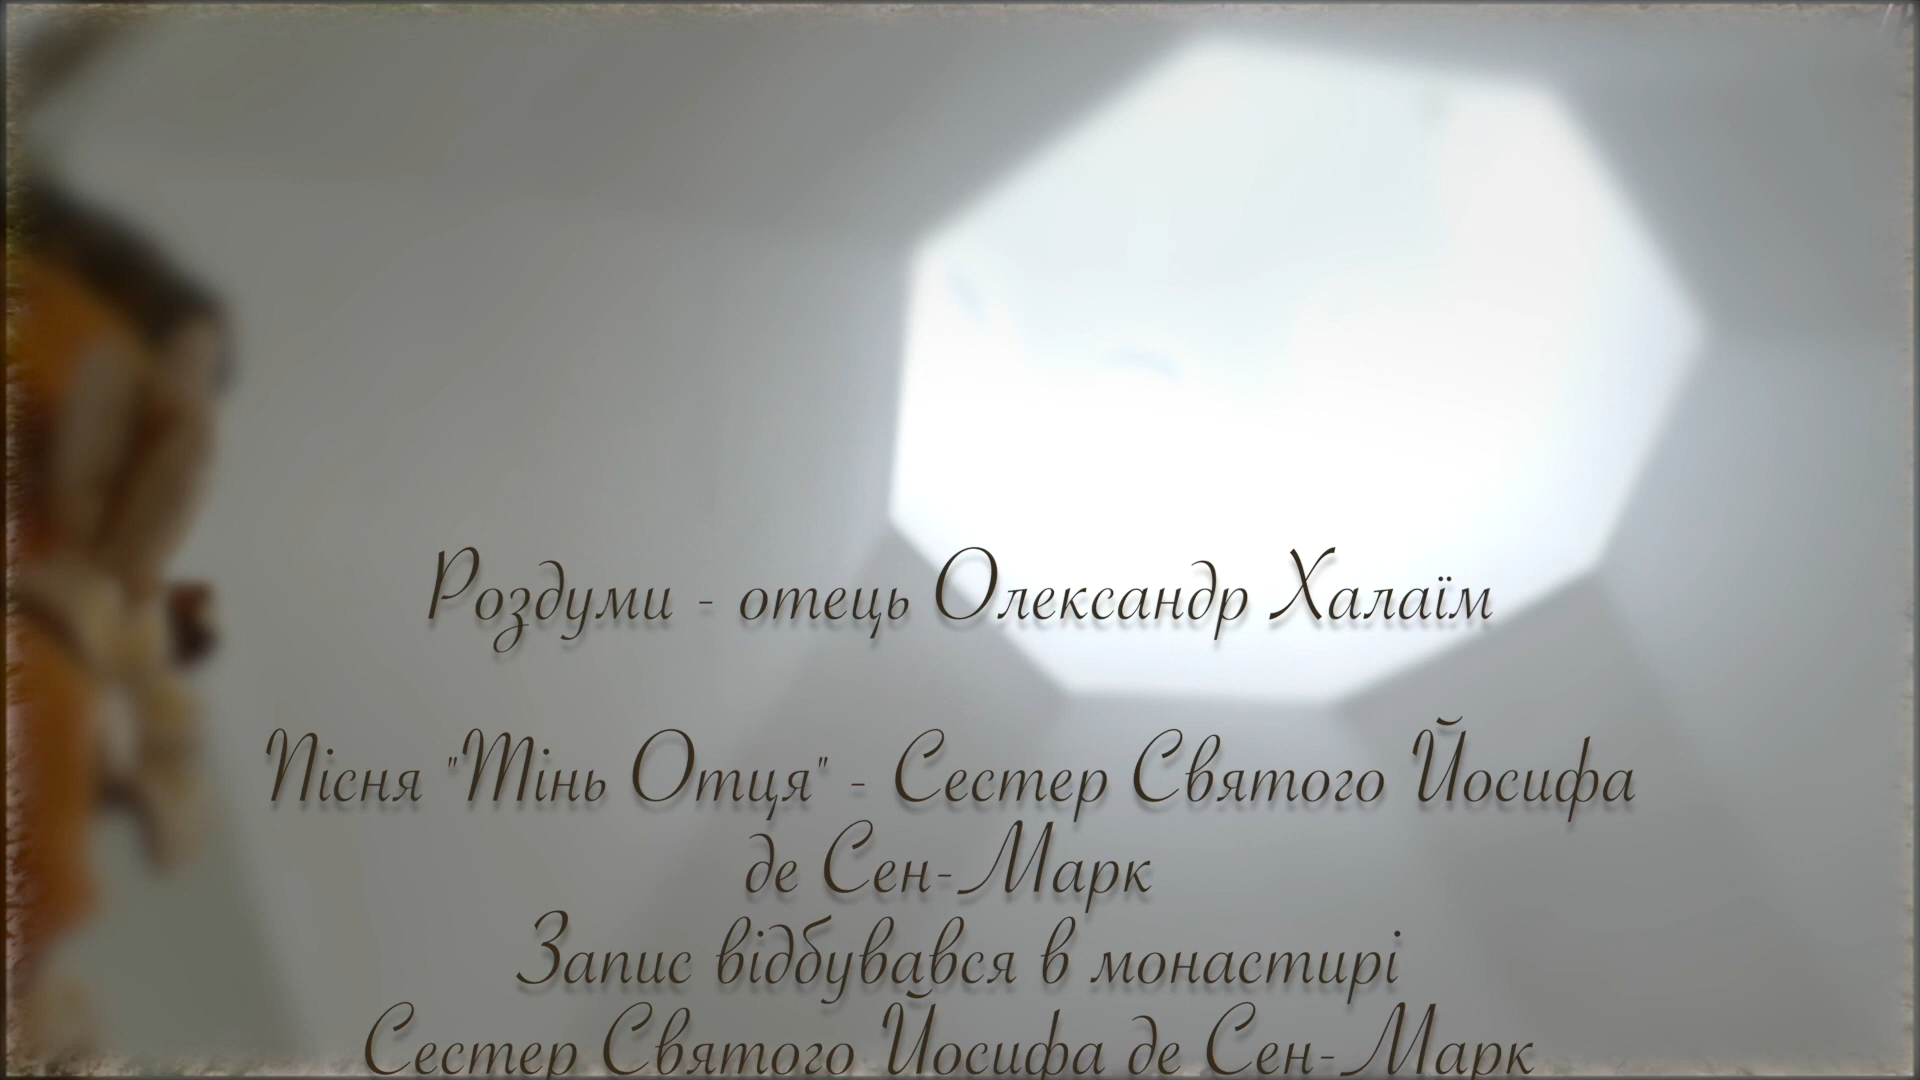 Роздуми - отець Олександр Халаїм
Пісня "Тінь Отця" - Сестер Святого Йосифа
де Сен-Марк
Запис відбувався в монастирі
Сестер Святого Йосифа де Сен-Марк